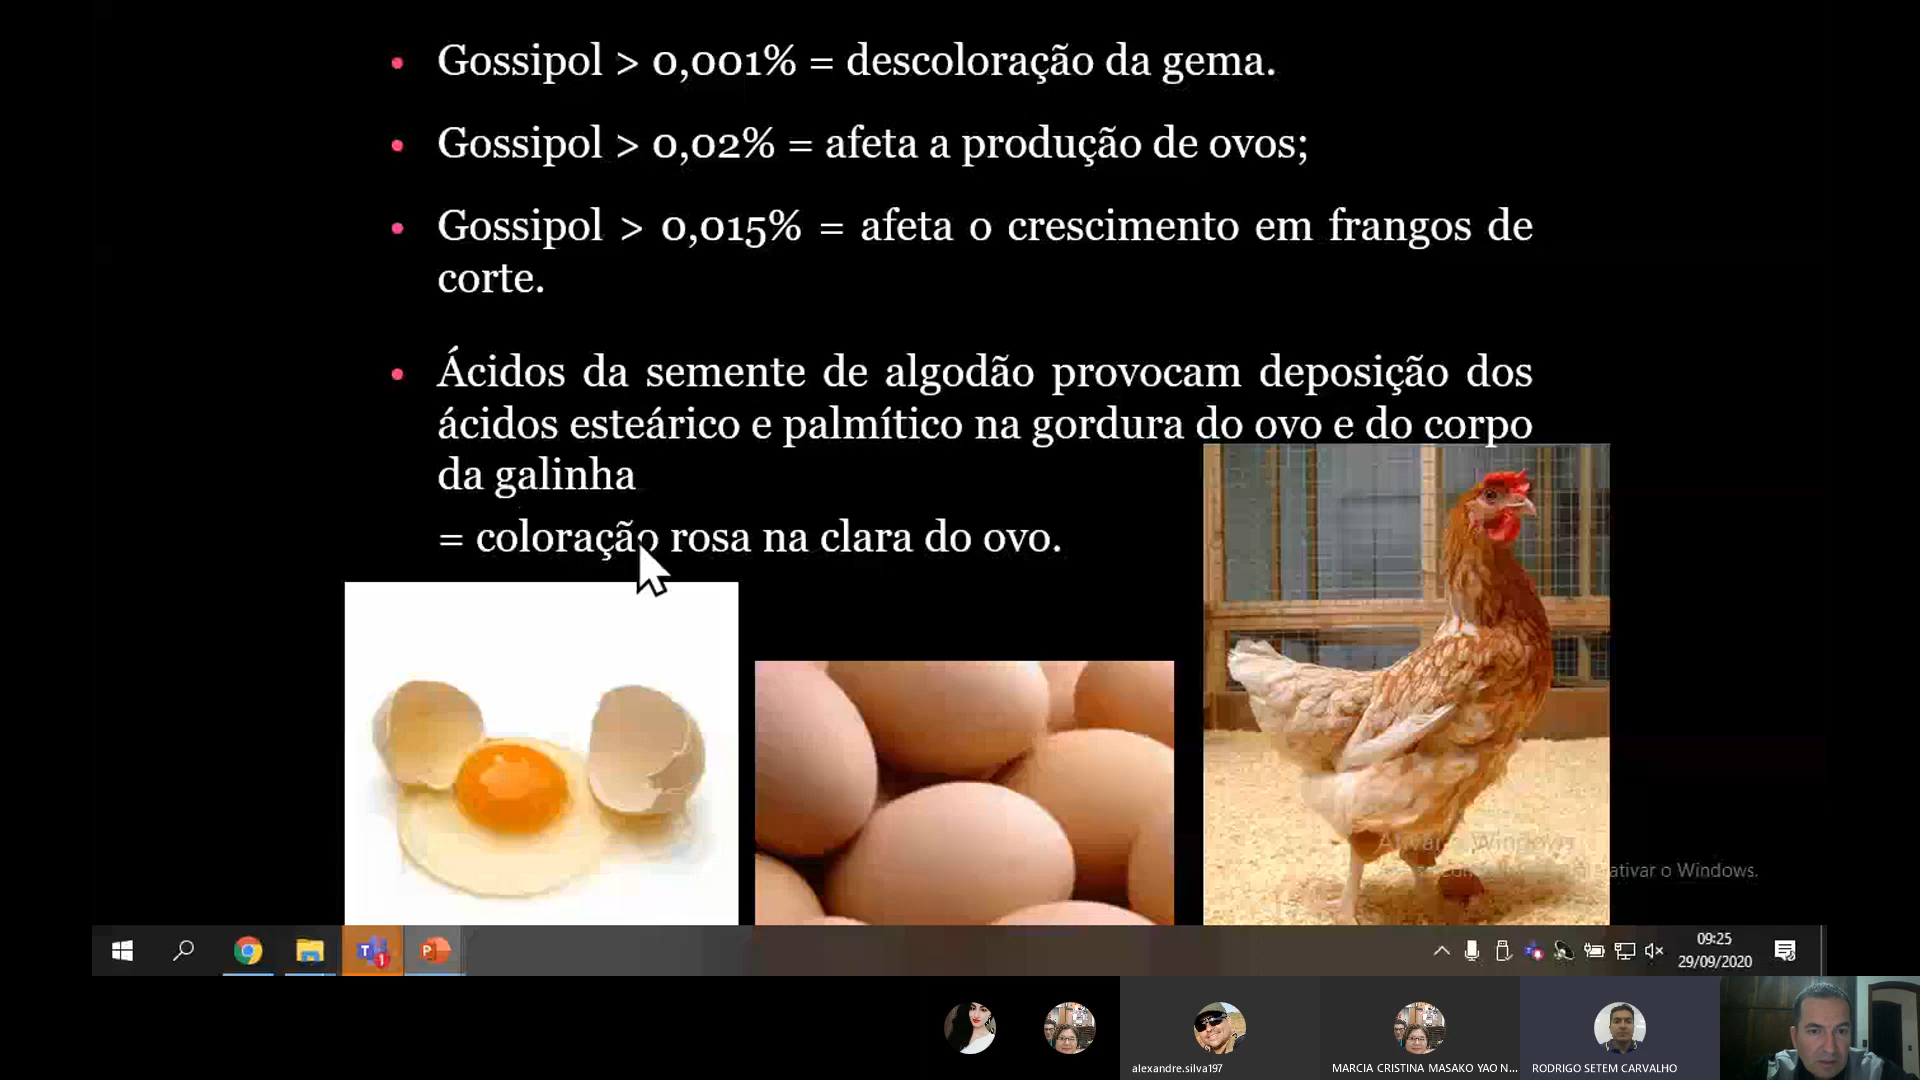 Gossipol > 0,001% = descoloração da gema.
Gossipol > 0,02% = afeta a produção de ovos;
Gossipol > 0,015% = afeta o crescimento em frangos de
corte.
Ácidos da semente de algodão provocam deposição dos
ácidos esteárico e palmítico na gordura do ovo e do corpo
da galinha
= coloração rosa na clara do ovo.
Ativar o Windows
ativar o Windows.
09:25
29/09/2020
alexandre.silva197
MARCIA CRISTINA MASAKO YAO N...
RODRIGO SETEM CARVALHO